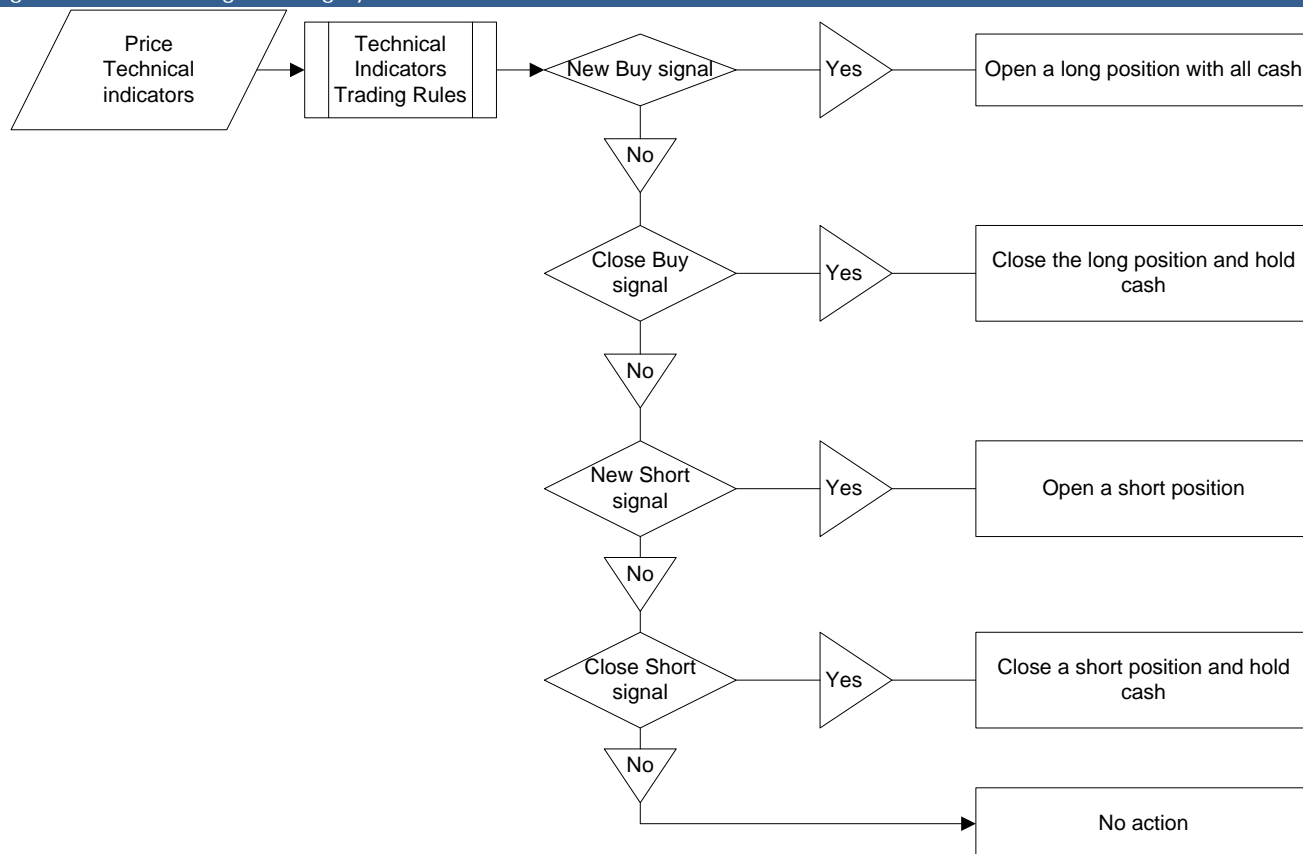 Price
Technical
indicators
Technical
Indicators
Trading Rules
New Buy signal
Yes
Open a long position with all cash
No
Close Buy
signal
Yes
Close the long position and hold
cash
No
New Short
signal
Yes
Open a short position
No
Close Short
signal
Yes
Close a short position and hold
cash
No
No action